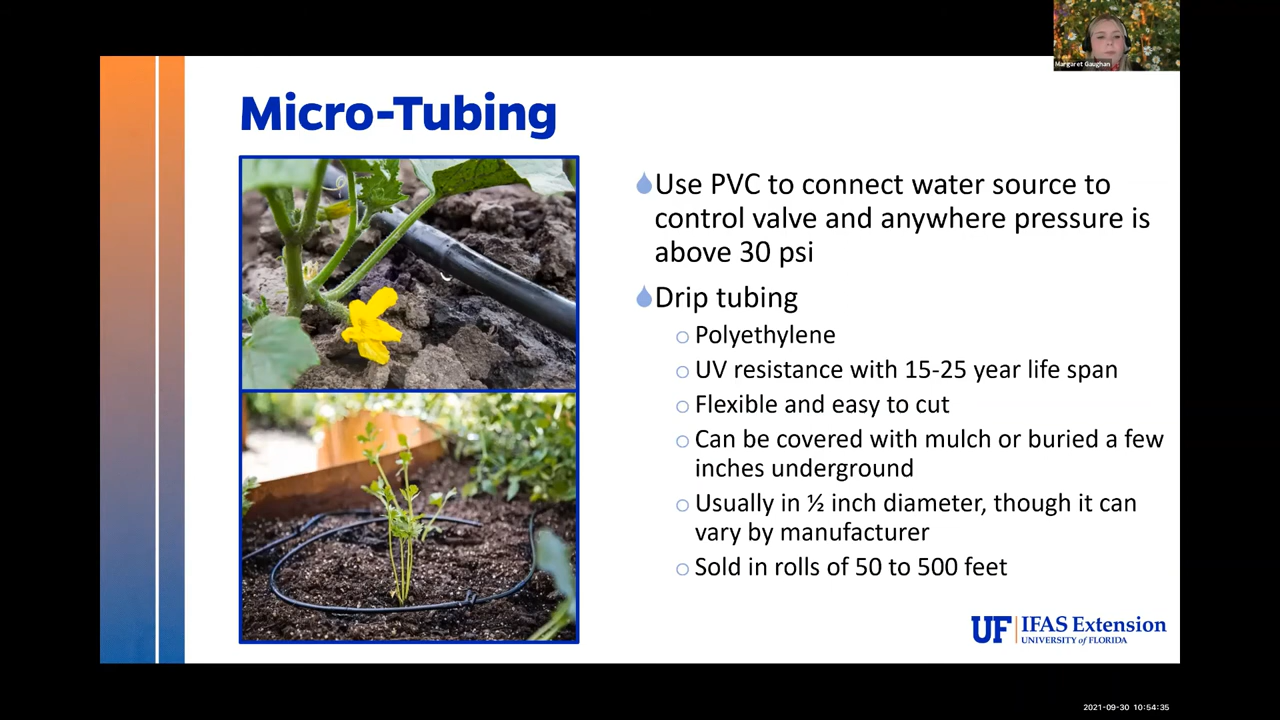 Margaret Gaughan
Micro-Tubing
Use PVC to connect water source to
control valve and anywhere pressure is
above 30 psi
Drip tubing
Polyethylene
UV resistance with 15-25 year life span
Flexible and easy to cut
Can be covered with mulch or buried a few
inches underground
Usually in ½ inch diameter, though it can
vary by manufacturer
Sold in rolls of 50 to 500 feet
UF IFAS Extension
UNIVERSITY of FLORIDA
2021-09-30 10:54:35